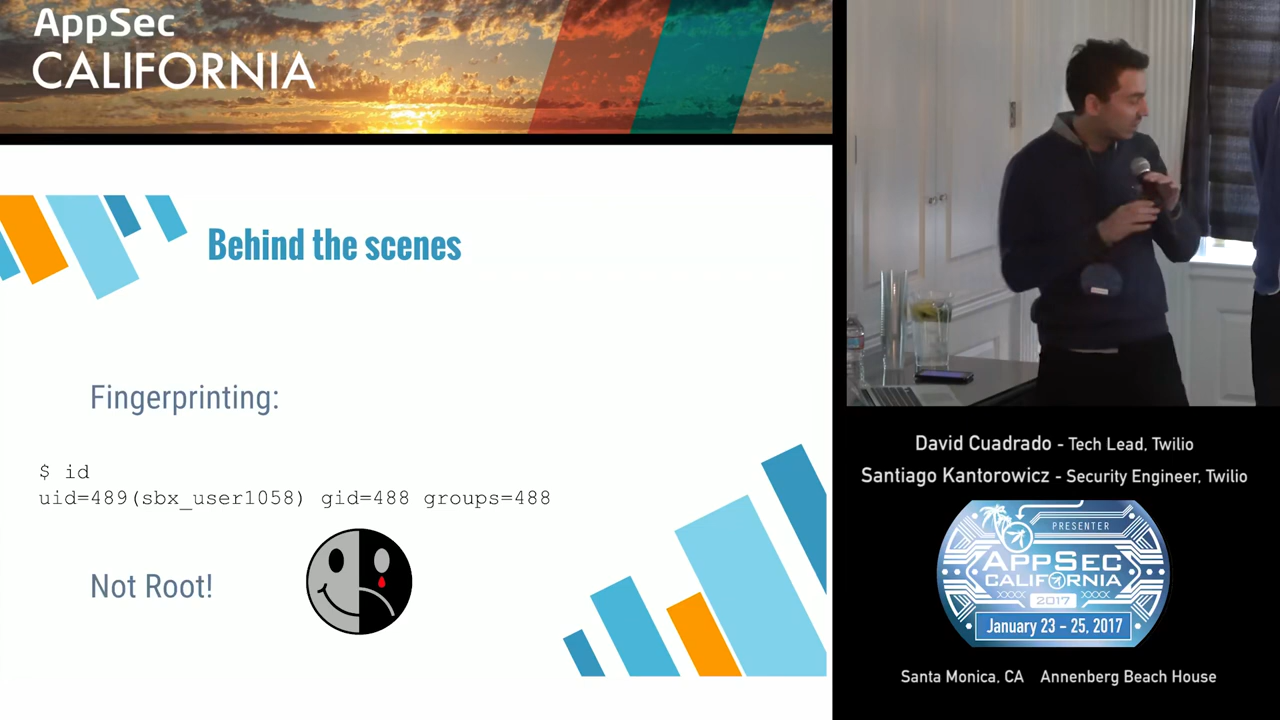 AppSec
CALIFORNIA
Behind the scenes
Fingerprinting:
$ id
uid=489(sbx_user1058) gid=488 groups=488
Not Root!
David Cuadrado - Tech Lead, Twilio
Santiago Kantorowicz - Security Engineer, Twilio
PRESENTER
APPSEC
CALIFORNIA
XXXX 2017 XXXX
January 23 - 25, 2017
Santa Monica, CA Annenberg Beach House